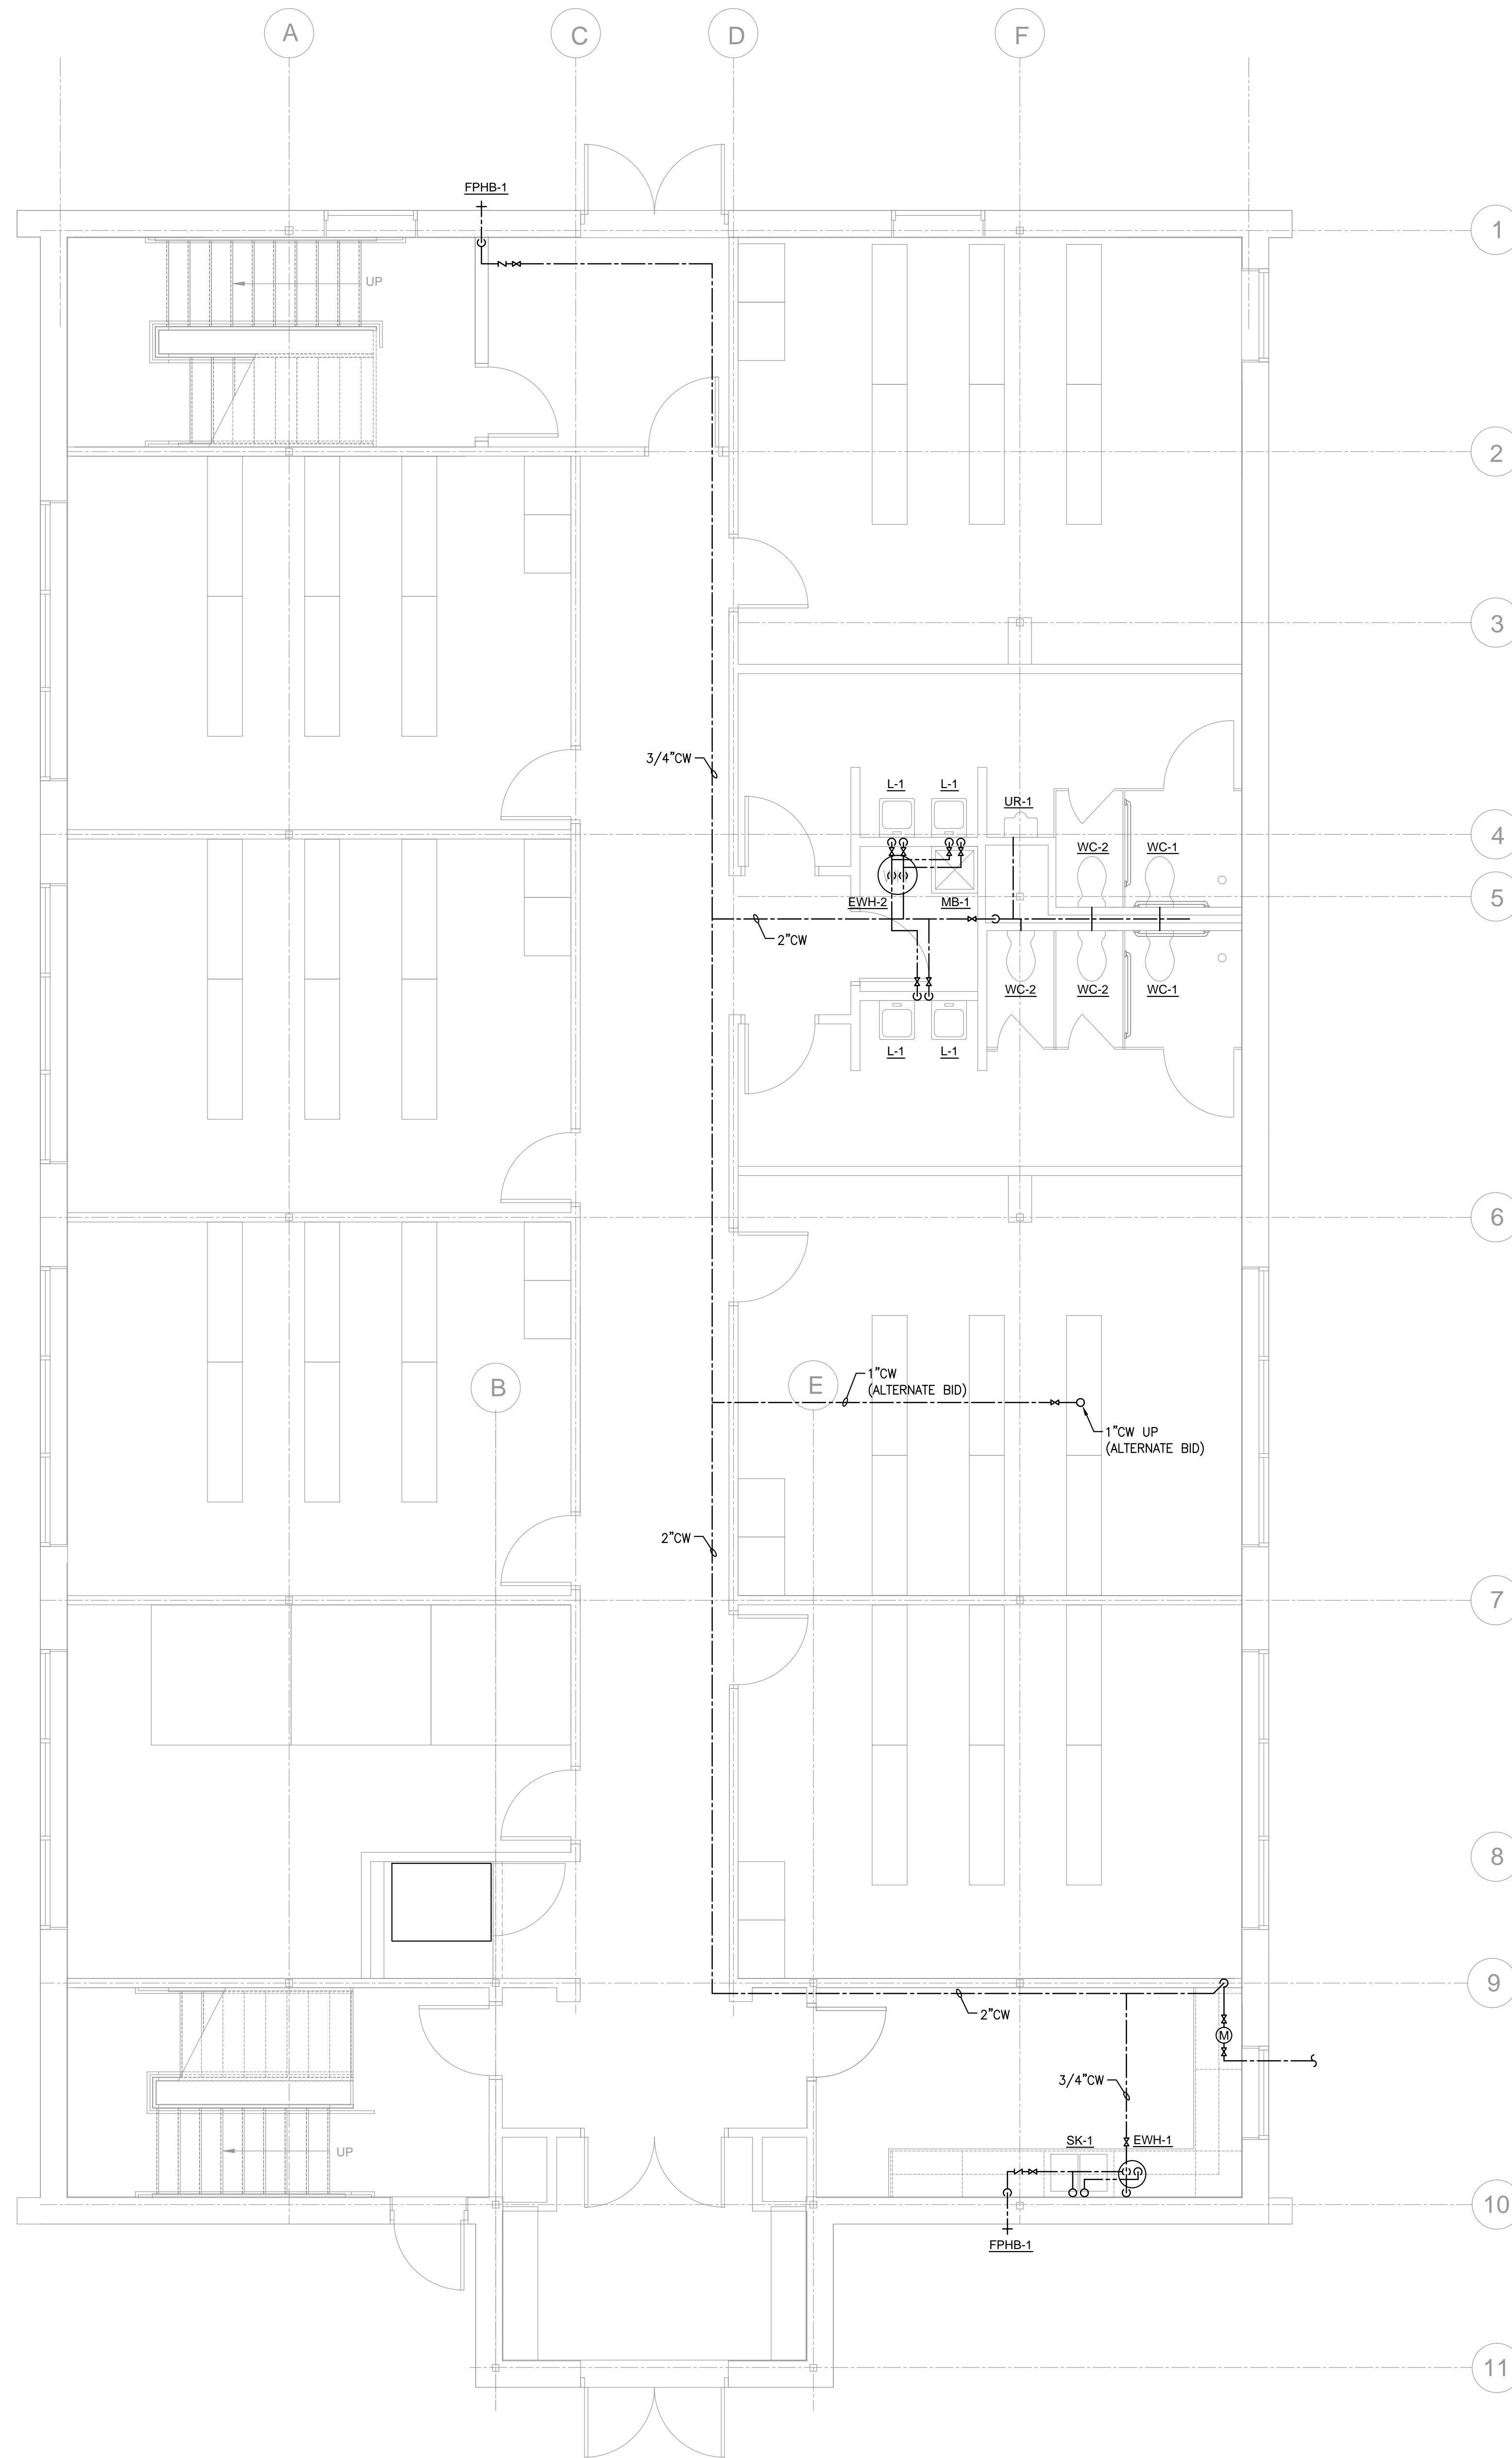 A
C
D
F
FPHB-1
1
UP
2
3
3/4"CW
L-1
L-1
UR-1
4
WC-2
WC-1
5
EWH-2
MB-1
2"CW
WC-2
WC-2
WC-1
L-1
L-1
6
B
E
1"CW
(ALTERNATE BID)
1"CW UP
(ALTERNATE BID)
2"CW
7
8
9
2"CW
M
3/4"CW
SK-1
EWH-1
UP
10
FPHB-1
11